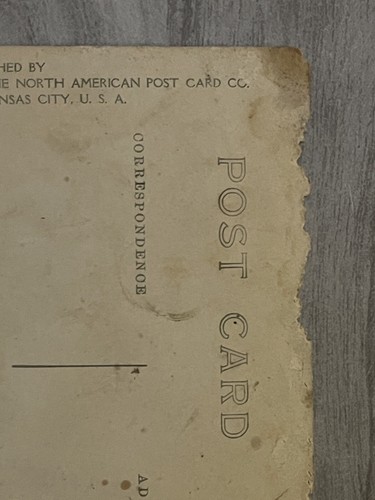 HED BY
E NORTH AMERICAN POST CARD CO.
NSAS CITY, U. S. A.
POST CARD
CORRESPONDENCE
AD